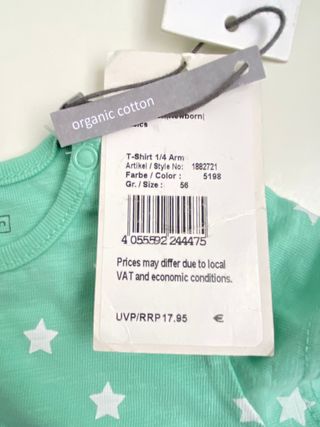 organic cotton
Newborn|
T-Shirt 1/4 Arm
Artikel / Style No: 1882721
Farbe / Color : 5198
Gr. / Size : 56
4 055592 244475
Prices may differ due to local
VAT and economic conditions.
UVP/RRP 17.95 €